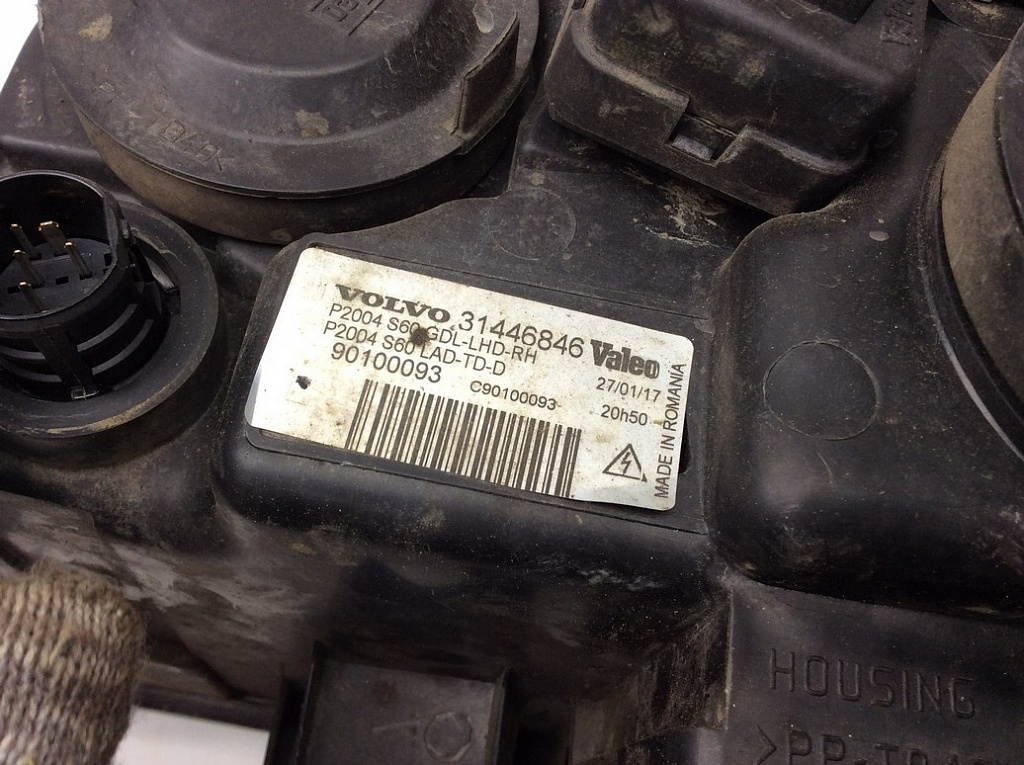 VOLVO 31446846 Valeo
P2004 S60 GDL-LHD-RH
P2004 S60 LAD-TD-D
90100093
C90100093
27/01/17
20h50
MADE IN ROMANIA
HOUSING